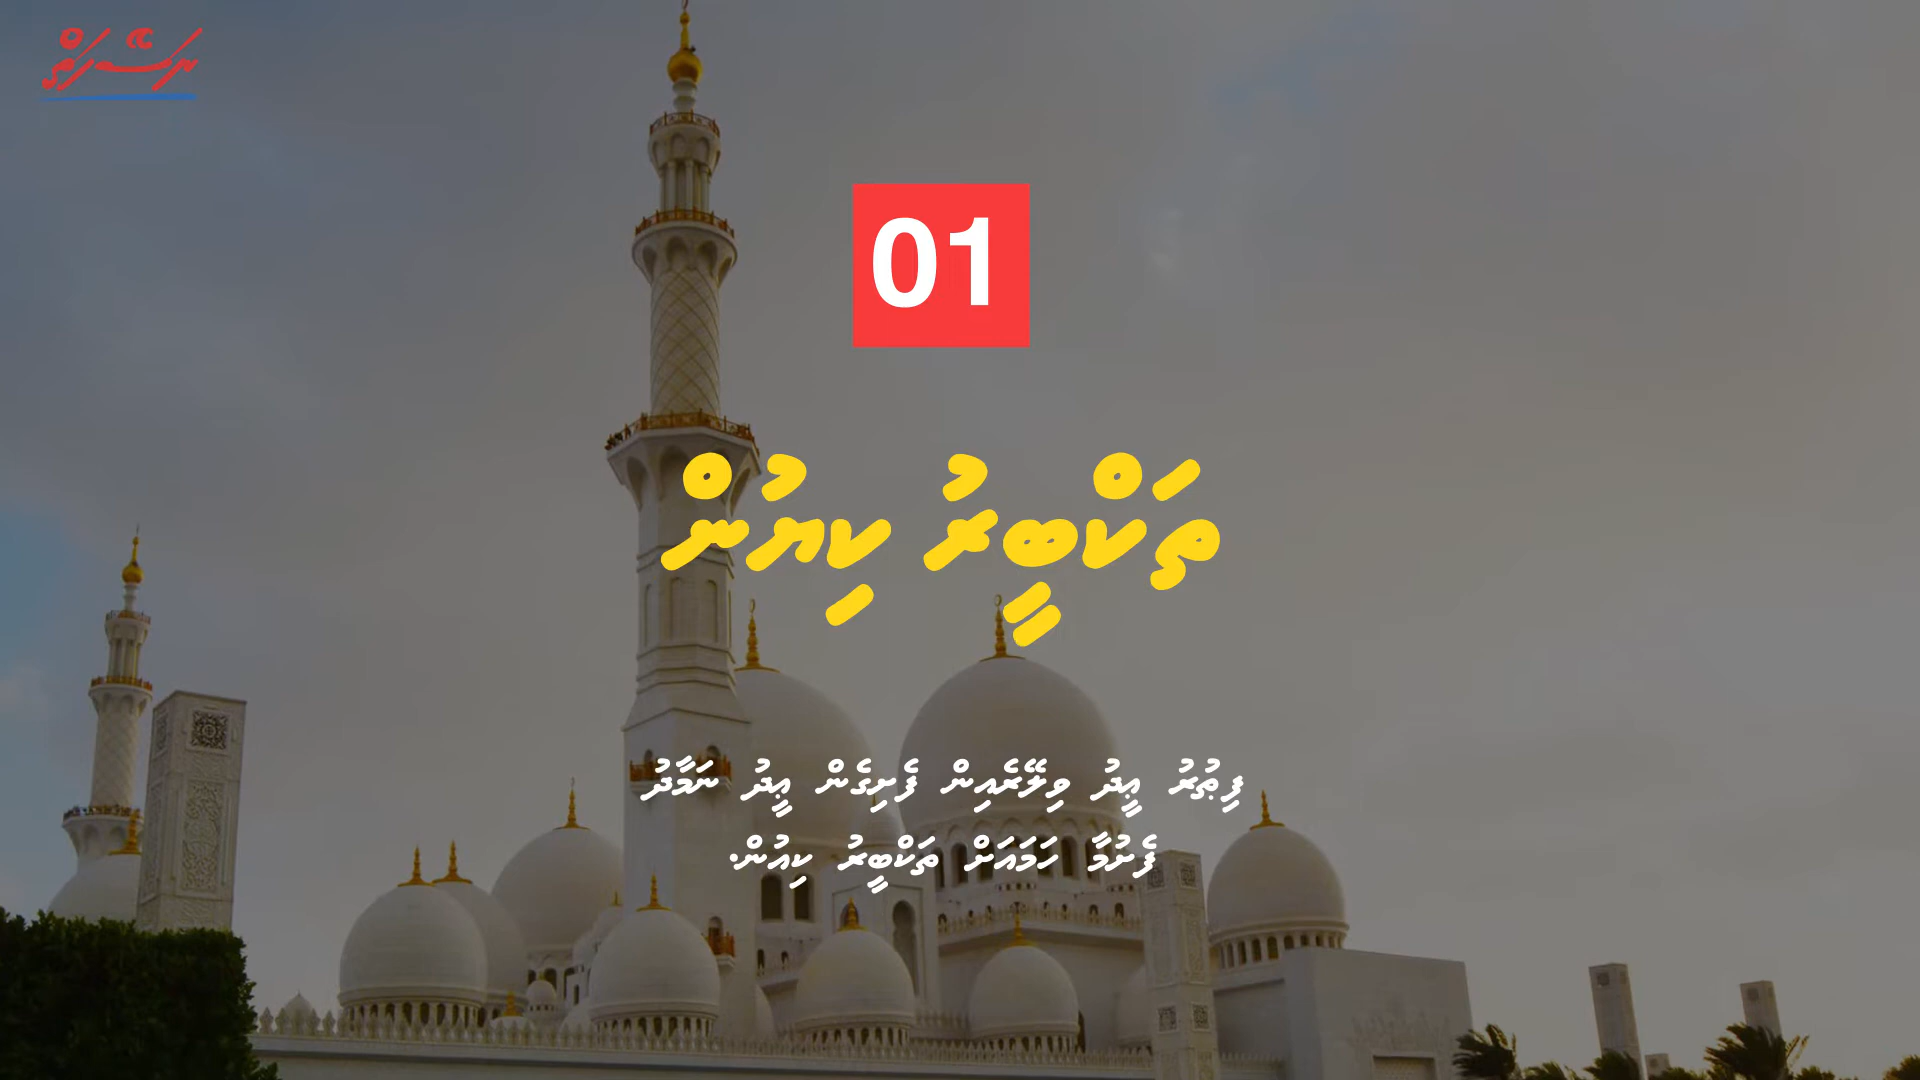 01
ތަކްބީރު ކިޔުން
ފިޠުރު ޢީދު ވިލޭރެއިން ފެށިގެން ޢީދު ނަމާދު
ފެށުމާ ހަމައަށް ތަކްބީރު ކިއުން.